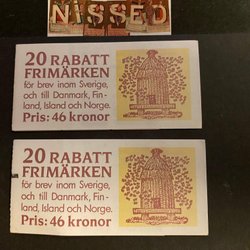 NISSED
20 RABATT
FRIMÄRKEN
för brev inom Sverige,
och till Danmark, Fin-
land, Island och Norge.
Pris: 46 kronor
20 RABATT
FRIMÄRKEN
för brev inom Sverige,
och till Danmark, Fin-
land, Island och Norge.
Pris: 46 kronor